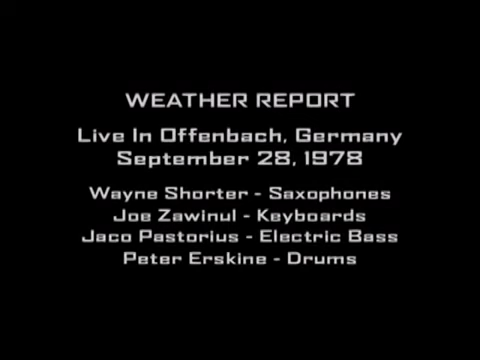 WEATHER REPORT
Live In Offenbach, Germany
September 28, 1978
Wayne Shorter - Saxophones
Joe Zawinul - Keyboards
Jaco Pastorius - Electric Bass
Peter Erskine - Drums